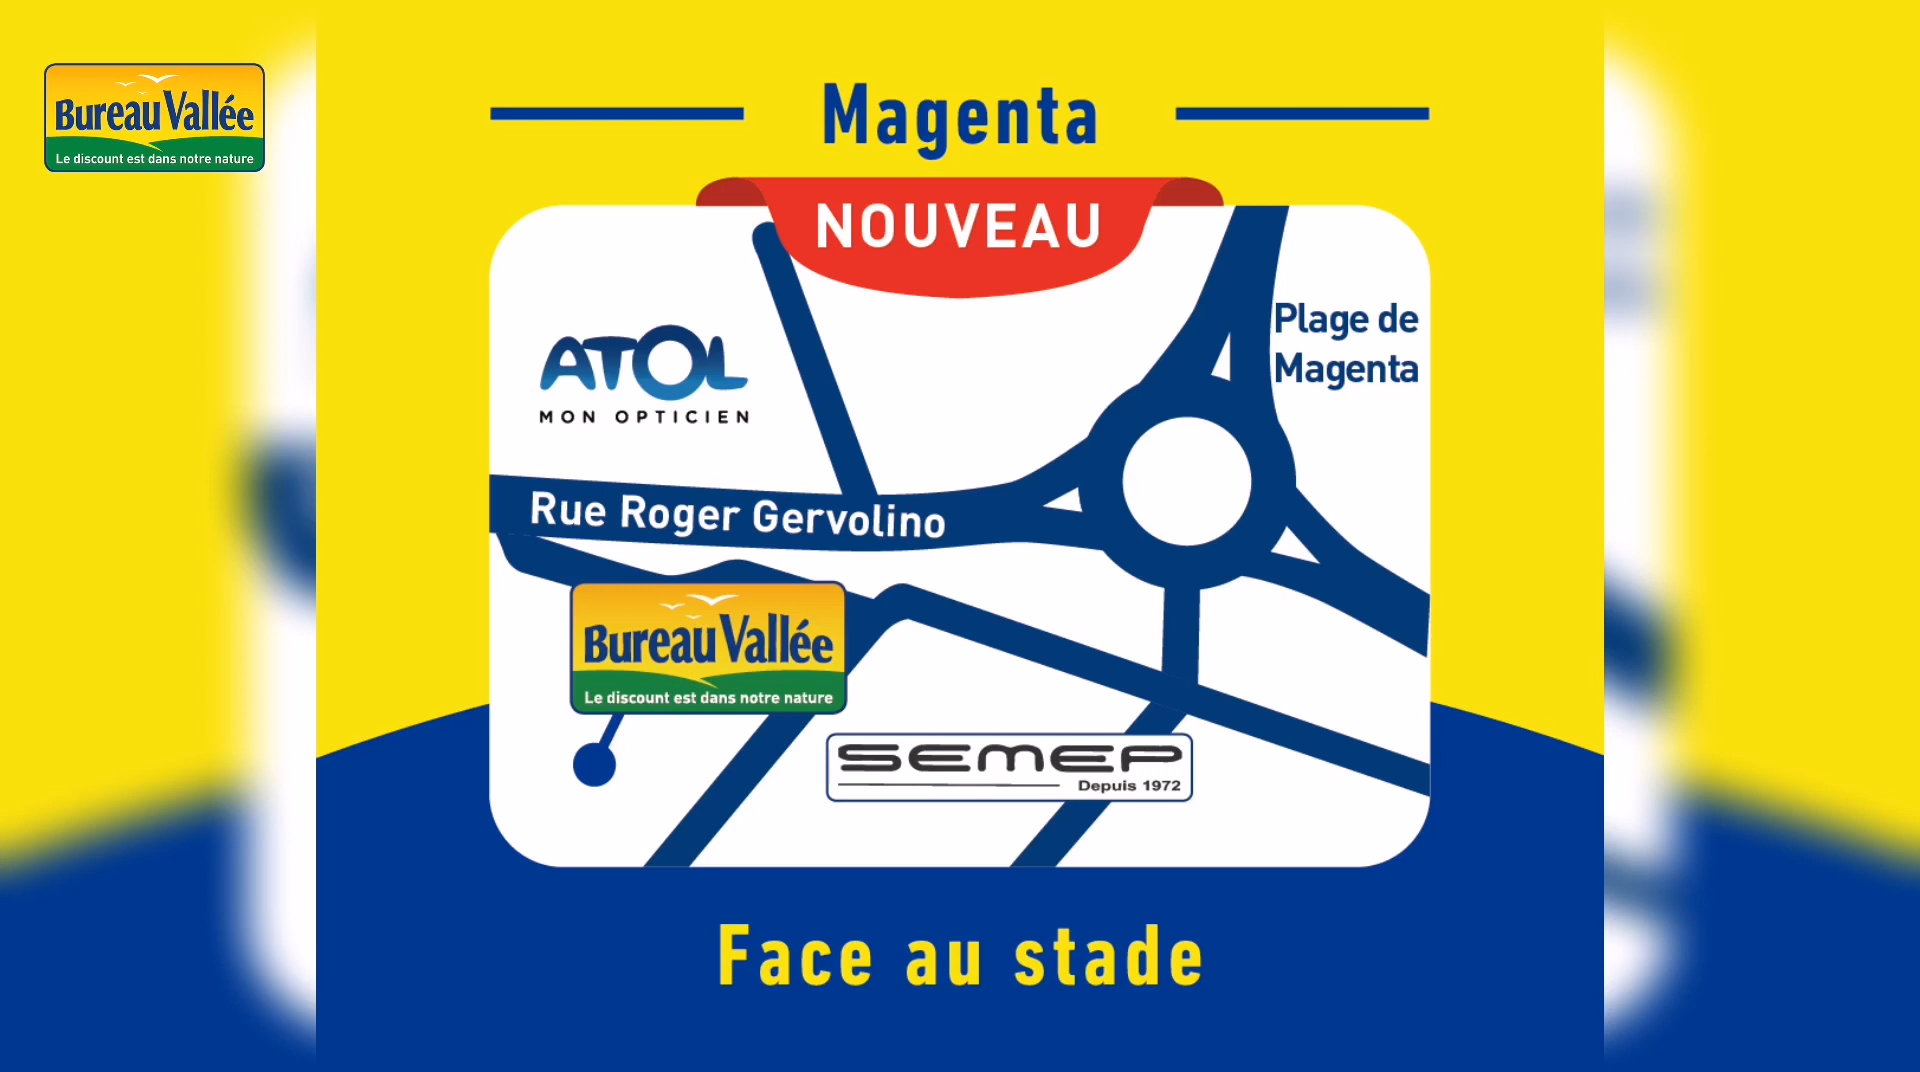 Bureau Vallée
Le discount est dans notre nature
Magenta
NOUVEAU
Plage de
Magenta
ATOL
MON OPTICIEN
Rue Roger Gervolino
Bureau Vallée
Le discount est dans notre nature
SEMEP
Depuis 1972
Face au stade